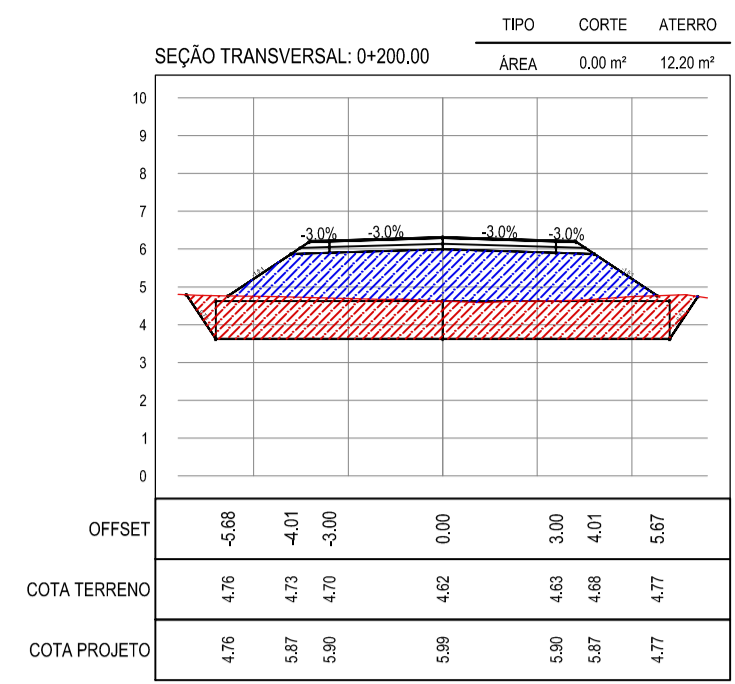 TIPO CORTE ATERRO
SEÇÃO TRANSVERSAL: 0+200.00
ÁREA 0.00 m² 12.20 m²
10
9
8
7
-3.0% -3.0% -3.0% -3.0%
6
5
4
3
2
1
0
OFFSET -5.68 -4.01 -3.00 0.00 3.00 4.01 5.67
COTA TERRENO 4.76 4.73 4.70 4.62 4.63 4.68 4.77
COTA PROJETO 4.76 5.87 5.90 5.99 5.90 5.87 4.77